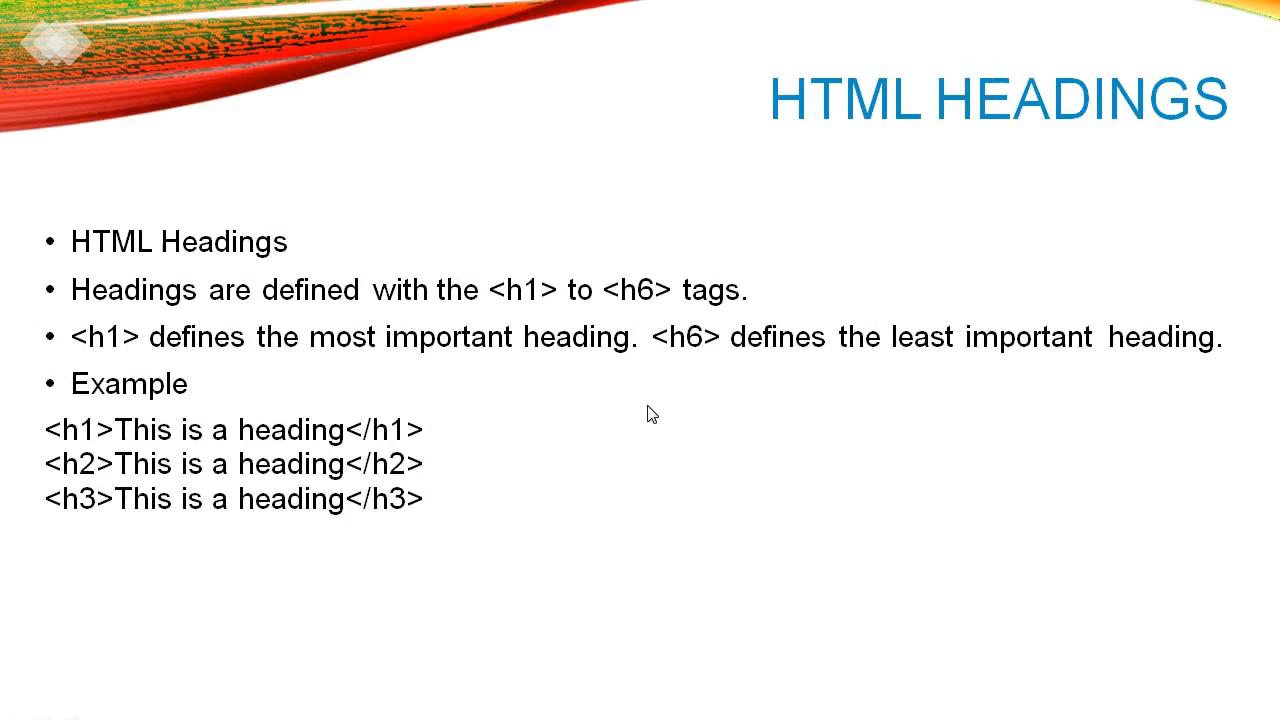 HTML HEADINGS
• HTML Headings
• Headings are defined with the <h1> to <h6> tags.
• <h1> defines the most important heading. <h6> defines the least important heading.
• Example
<h1>This is a heading</h1>
<h2>This is a heading</h2>
<h3>This is a heading</h3>